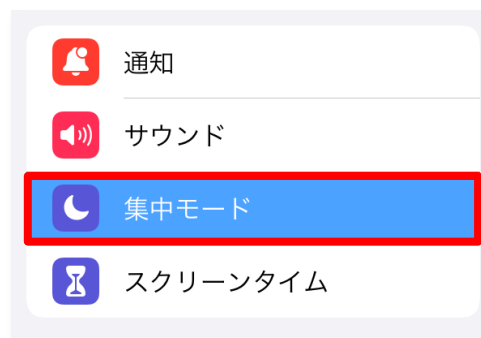 通知
サウンド
集中モード
スクリーンタイム